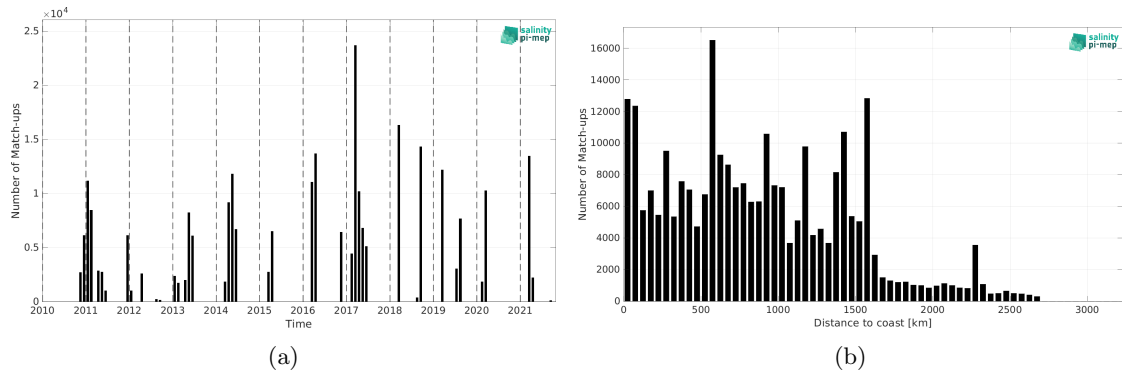 ×10⁴
2.5
2
1.5
1
0.5
0
Number of Match-ups
2010 2011 2012 2013 2014 2015 2016 2017 2018 2019 2020 2021
Time
salinity
pi-mep
(a)
16000
14000
12000
10000
8000
6000
4000
2000
0
Number of Match-ups
0 500 1000 1500 2000 2500 3000
Distance to coast [km]
salinity
pi-mep
(b)